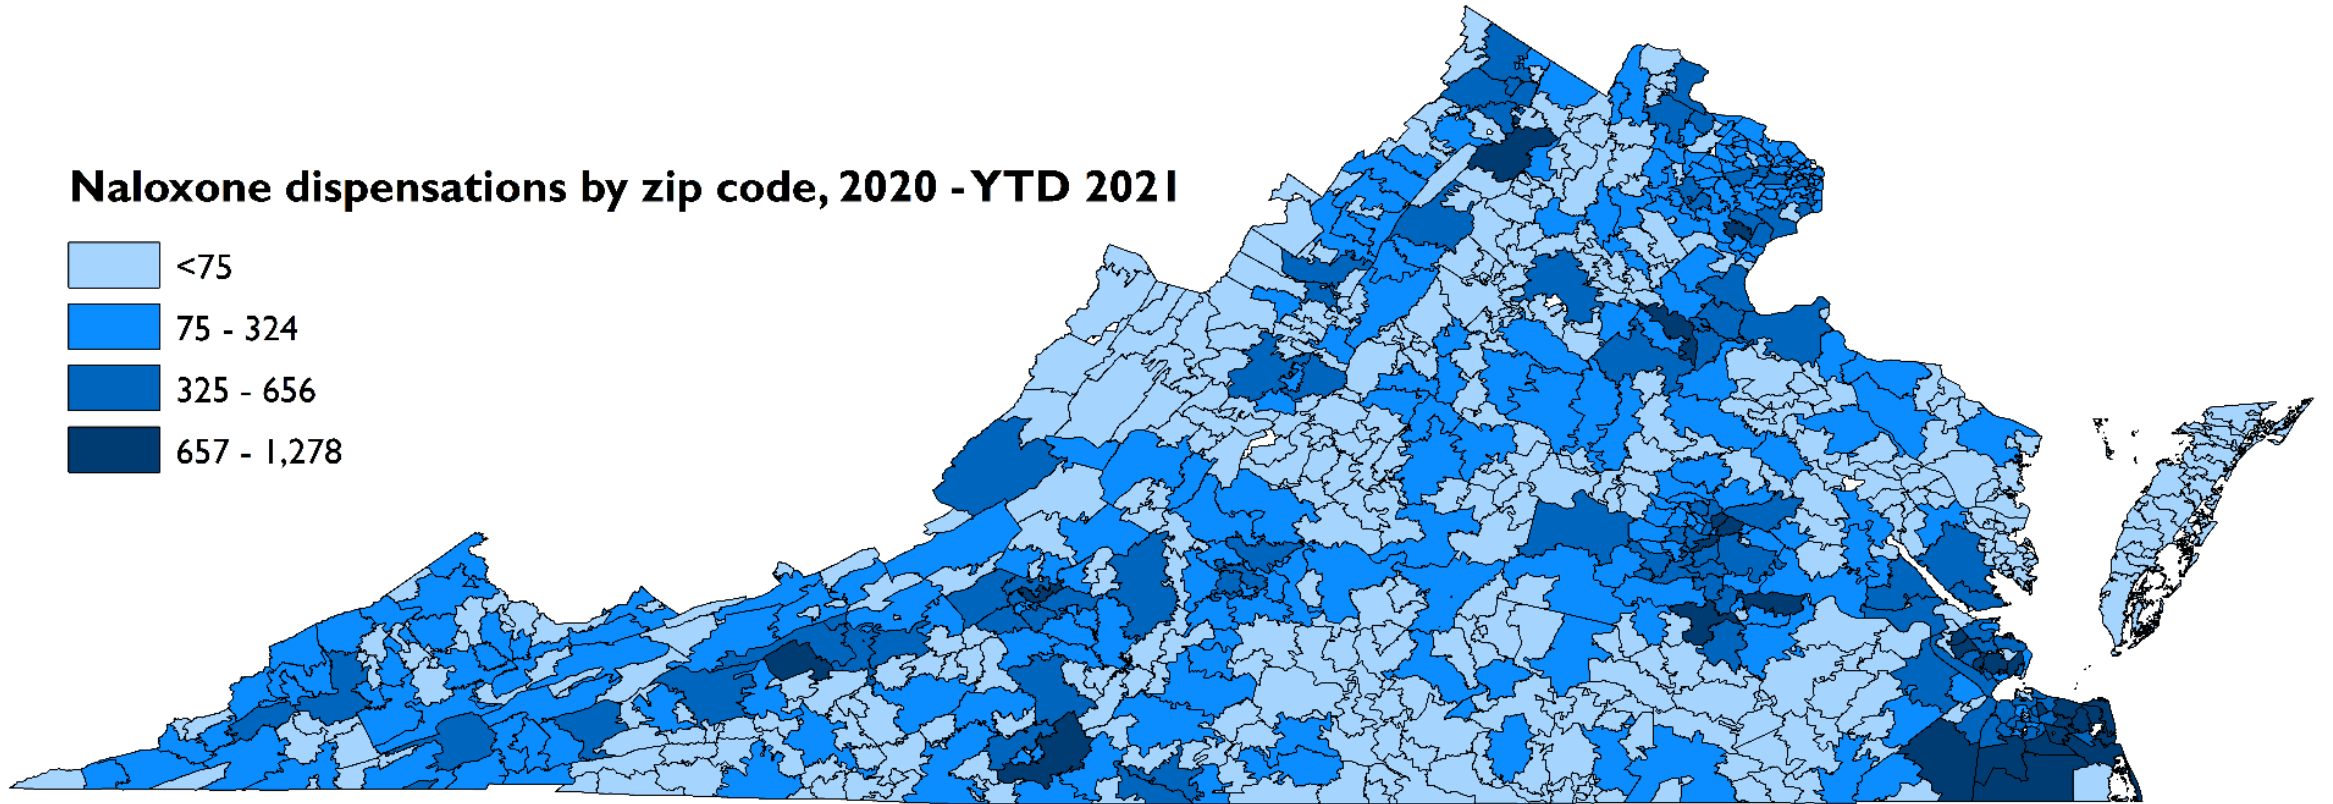 Naloxone dispensations by zip code, 2020 - YTD 2021
<75
75 - 324
325 - 656
657 - 1,278